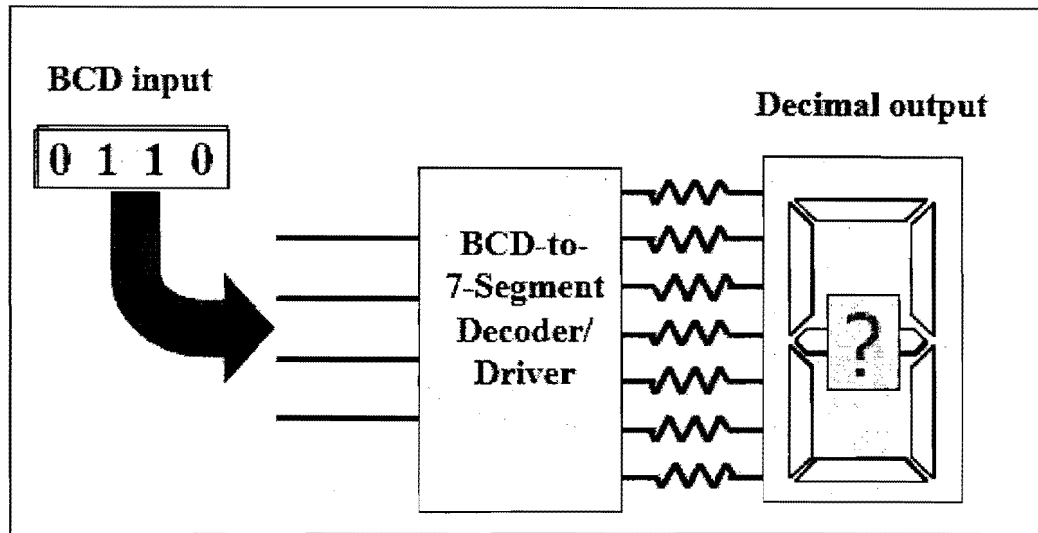 BCD input
0 1 1 0
Decimal output
BCD-to-
7-Segment
Decoder/
Driver
?